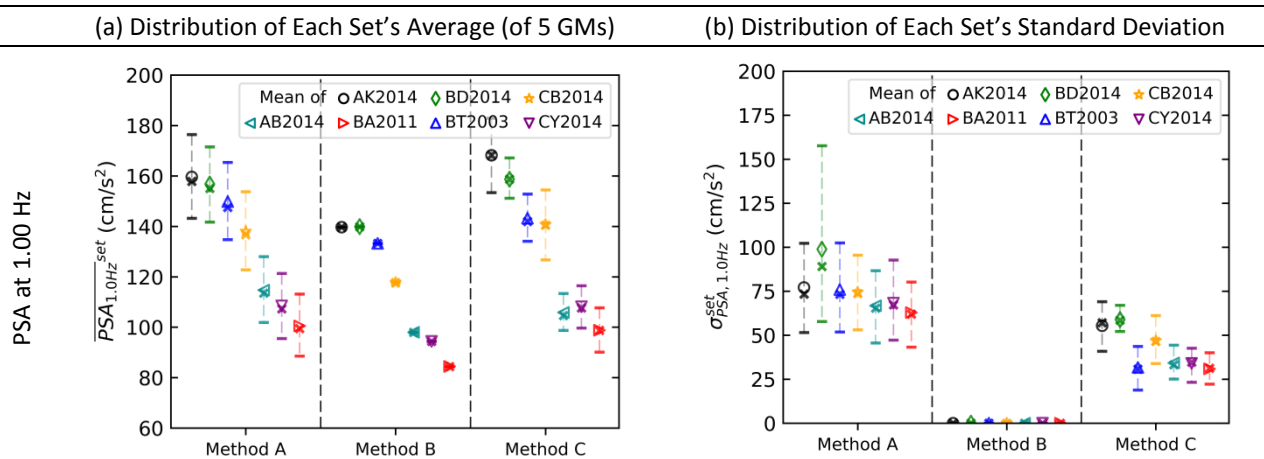 (a) Distribution of Each Set’s Average (of 5 GMs)
(b) Distribution of Each Set’s Standard Deviation
PSA at 1.00 Hz
PSA1.0Hz set (cm/s²)
200
180
160
140
120
100
80
60
Mean of AK2014 BD2014 CB2014
AB2014 BA2011 BT2003 CY2014
Method A Method B Method C
σ set PSA, 1.0Hz (cm/s²)
200
175
150
125
100
75
50
25
0
Mean of AK2014 BD2014 CB2014
AB2014 BA2011 BT2003 CY2014
Method A Method B Method C